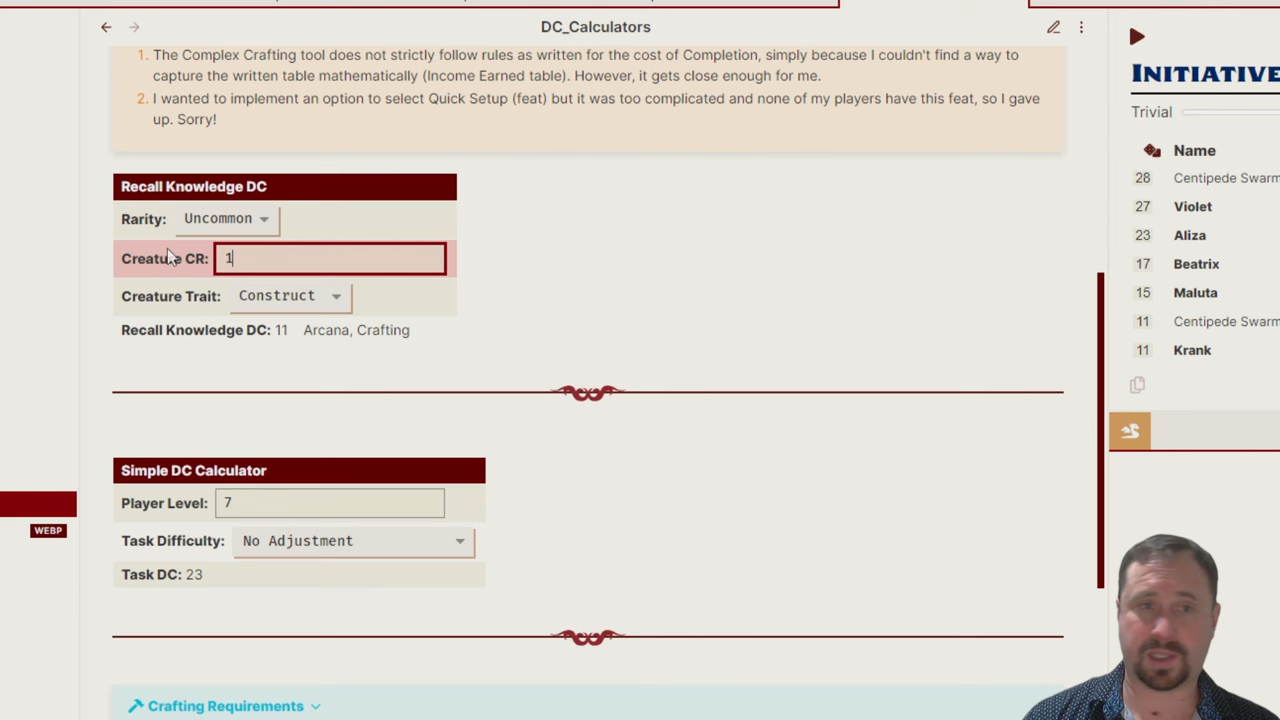 DC_Calculators
1. The Complex Crafting tool does not strictly follow rules as written for the cost of Completion, simply because I couldn't find a way to
capture the written table mathematically (Income Earned table). However, it gets close enough for me.
2. I wanted to implement an option to select Quick Setup (feat) but it was too complicated and none of my players have this feat, so I gave
up. Sorry!
Recall Knowledge DC
Rarity: Uncommon
Creature CR: 1
Creature Trait: Construct
Recall Knowledge DC: 11 Arcana, Crafting
Simple DC Calculator
Player Level: 7
Task Difficulty: No Adjustment
Task DC: 23
Crafting Requirements
WEBP
INITIATIVE
Trivial
Name
28 Centipede Swarm
27 Violet
23 Aliza
17 Beatrix
15 Maluta
11 Centipede Swarm
11 Krank